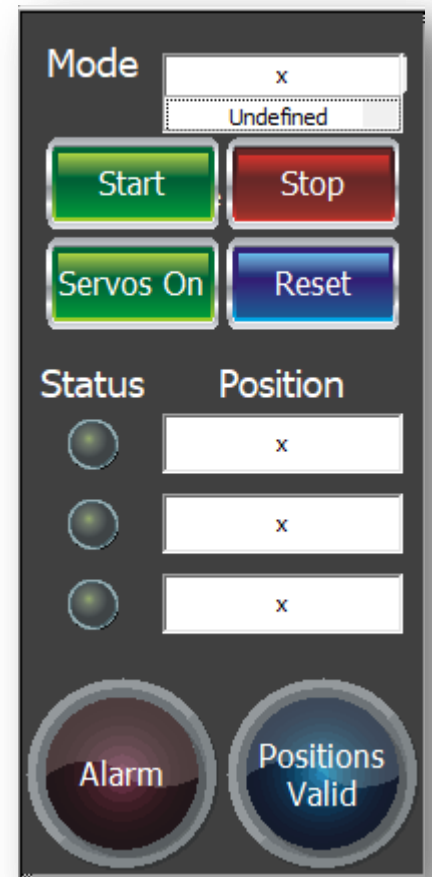 Mode
x
Undefined
Start
Stop
Servos On
Reset
Status
Position
x
x
x
Alarm
Positions
Valid